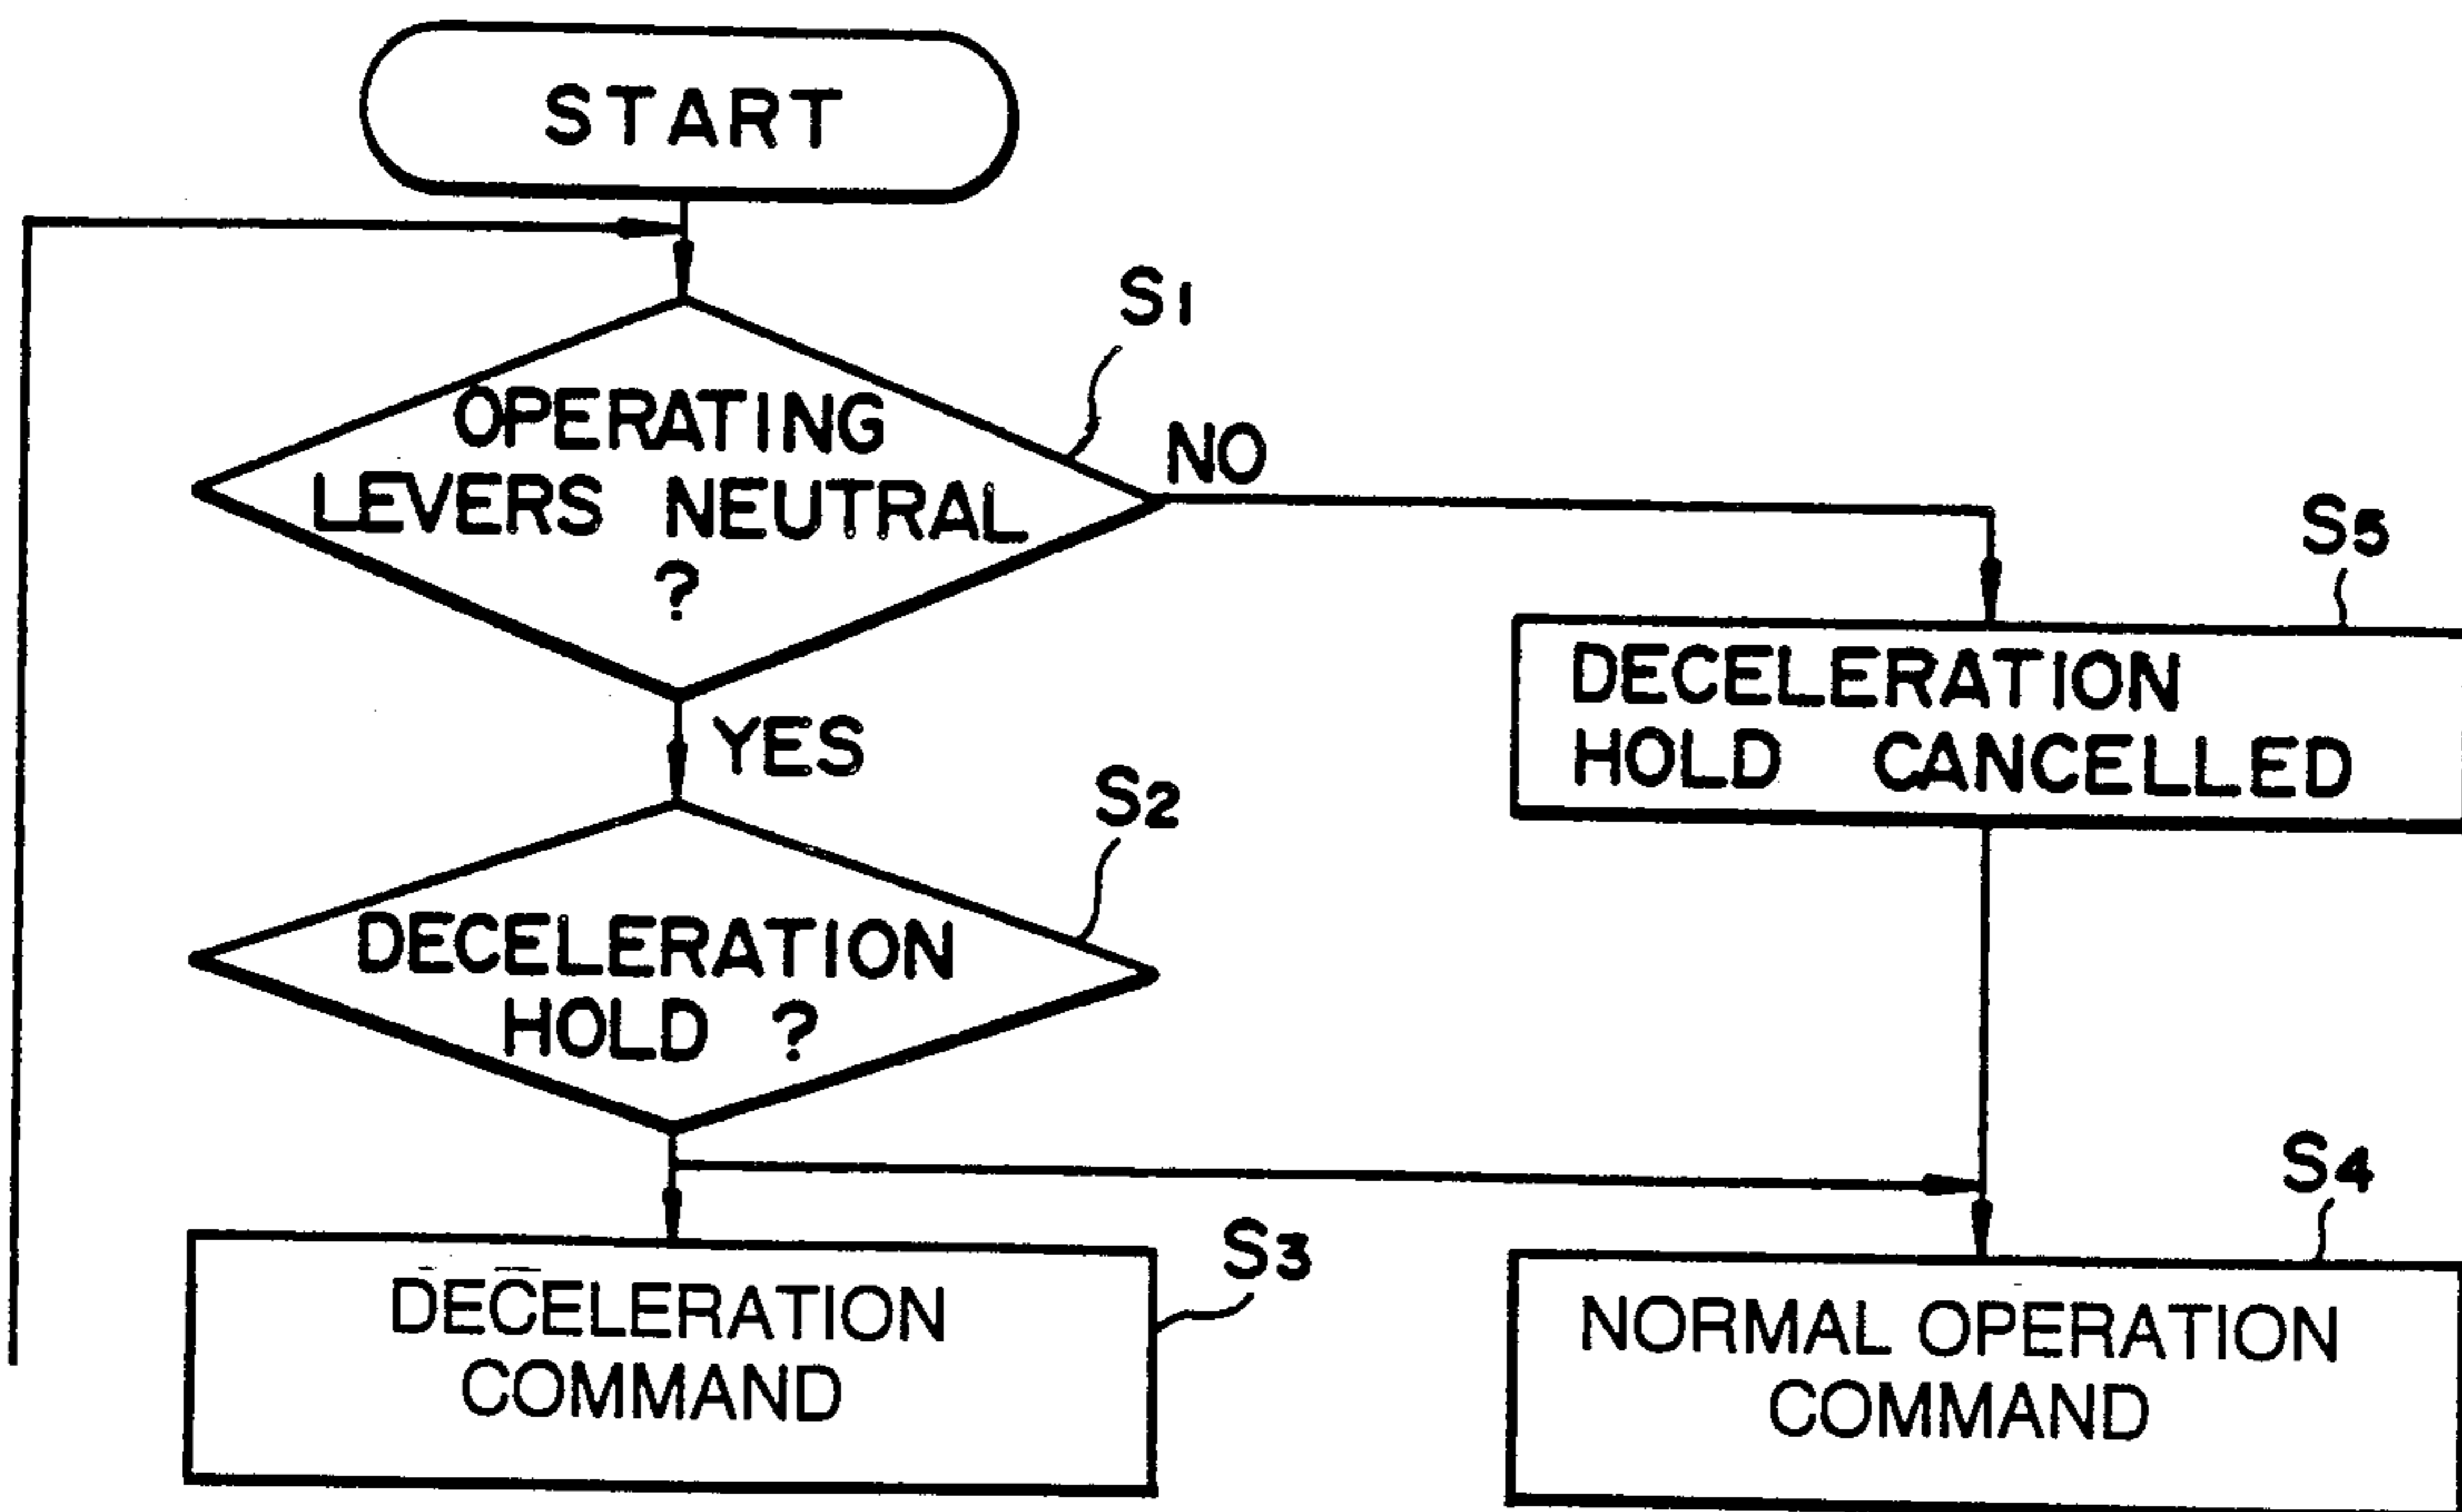 START
S1
OPERATING
LEVERS NEUTRAL
?
NO
YES
S5
DECELERATION
HOLD CANCELLED
S2
DECELERATION
HOLD ?
S3
DECELERATION
COMMAND
S4
NORMAL OPERATION
COMMAND